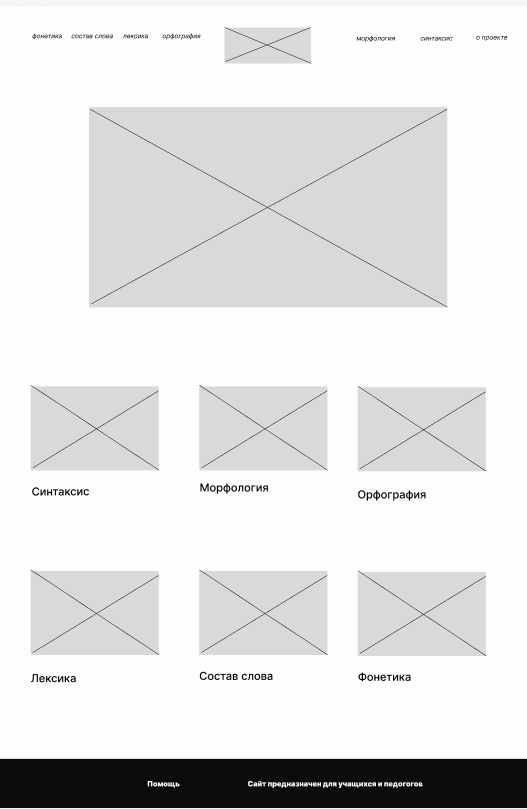 фонетика состав слова лексика орфография морфология синтаксис о проекте
Синтаксис Морфология Орфография
Лексика Состав слова Фонетика
Помощь Сайт предназначен для учащихся и педегогов